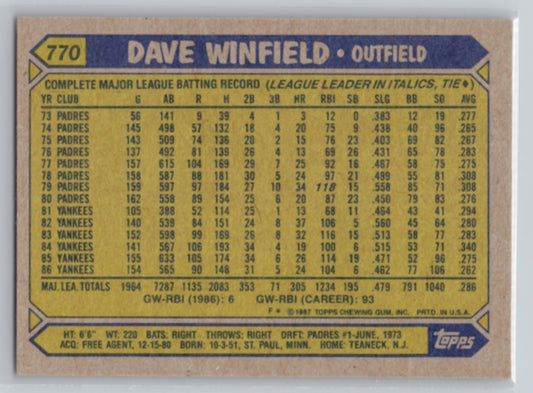 770 DAVE WINFIELD • OUTFIELD
COMPLETE MAJOR LEAGUE BATTING RECORD (LEAGUE LEADER IN ITALICS, TIE♦)
YR CLUB G AB R H 2B 3B HR RBI SB SLG BB SO AVG
73 PADRES 56 141 9 39 4 1 3 12 0 .383 12 19 .277
74 PADRES 145 498 57 132 18 4 20 75 9 .438 40 96 .265
75 PADRES 143 509 74 136 20 2 15 76 23 .403 69 82 .267
76 PADRES 137 492 81 139 26 4 13 69 26 .431 65 78 .283
77 PADRES 157 615 104 169 29 7 25 92 16 .467 58 75 .275
78 PADRES 158 587 88 181 30 5 24 97 21 .499 55 81 .308
79 PADRES 159 597 97 184 27 10 34 118 15 .558 85 71 .308
80 PADRES 162 558 89 154 25 6 20 87 23 .450 79 83 .276
81 YANKEES 105 388 52 114 25 1 13 68 11 .464 43 41 .294
82 YANKEES 140 539 84 151 24 8 37 106 5 .560 45 64 .280
83 YANKEES 152 598 99 169 26 8 32 116 15 .513 58 77 .283
84 YANKEES 141 567 106 193 34 4 19 100 6 .515 53 71 .340
85 YANKEES 155 633 105 174 34 6 26 114 19 .471 52 96 .275
86 YANKEES 154 565 90 148 31 5 24 104 6 .462 77 106 .262
MAJ. LEA. TOTALS 1964 7287 1135 2083 353 71 305 1234 195 .479 791 1040 .286
GW-RBI (1986): 6 GW-RBI (CAREER): 93
F* ©1987 TOPPS CHEWING GUM, INC. PRTD. IN U.S.A.
HT: 6'6" WT: 220 BATS: RIGHT THROWS: RIGHT DRFT: PADRES #1-JUNE, 1973
ACQ: FREE AGENT, 12-15-80 BORN: 10-3-51, ST. PAUL, MINN. HOME: TEANECK, N.J.
Topps